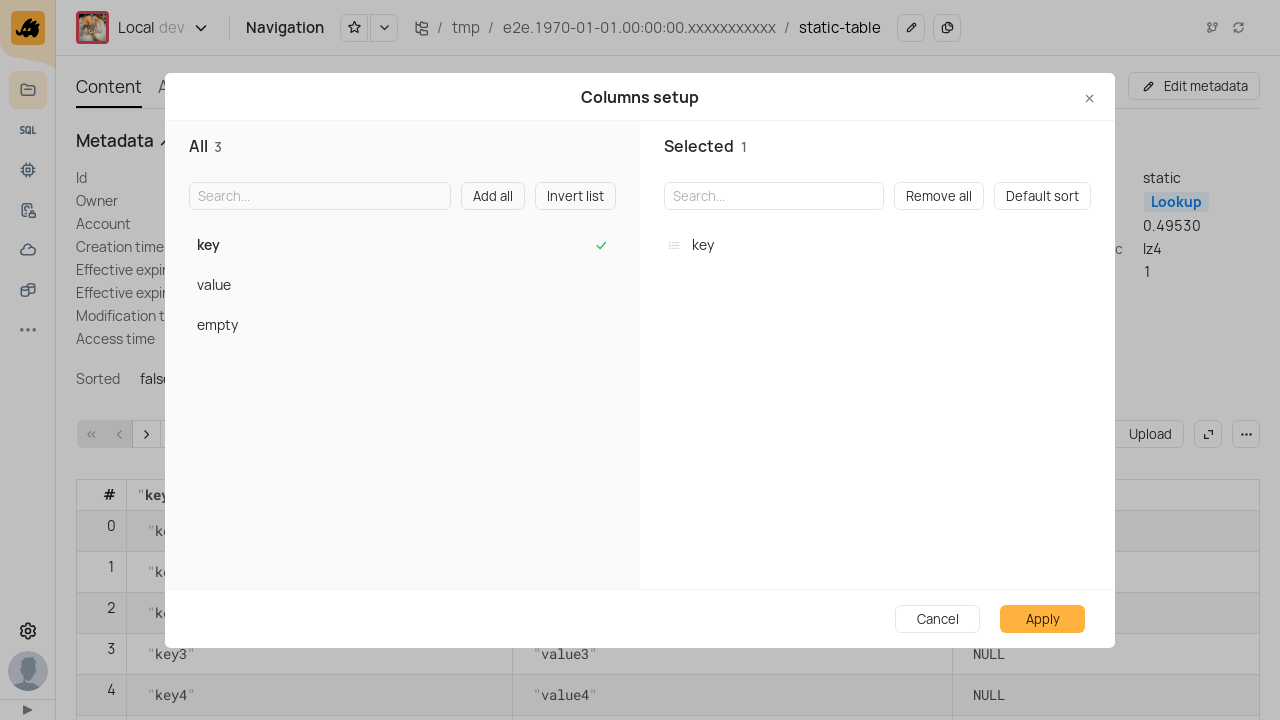 Local dev
Navigation
/ tmp / e2e.1970-01-01.00:00:00.xxxxxxxxxxx / static-table
SQL
Content
Edit metadata
Metadata
Id
Owner
Account
Creation time
Effective expir
Effective expir
Modification t
Access time
Sorted false
static
Lookup
0.49530
lz4
1
Columns setup
All 3
Search...
Add all
Invert list
key
value
empty
Selected 1
Search...
Remove all
Default sort
key
Cancel
Apply
Upload
# "key
0 "ke
1 "ke
2 "ke
3 "key3" "value3" NULL
4 "key4" "value4" NULL